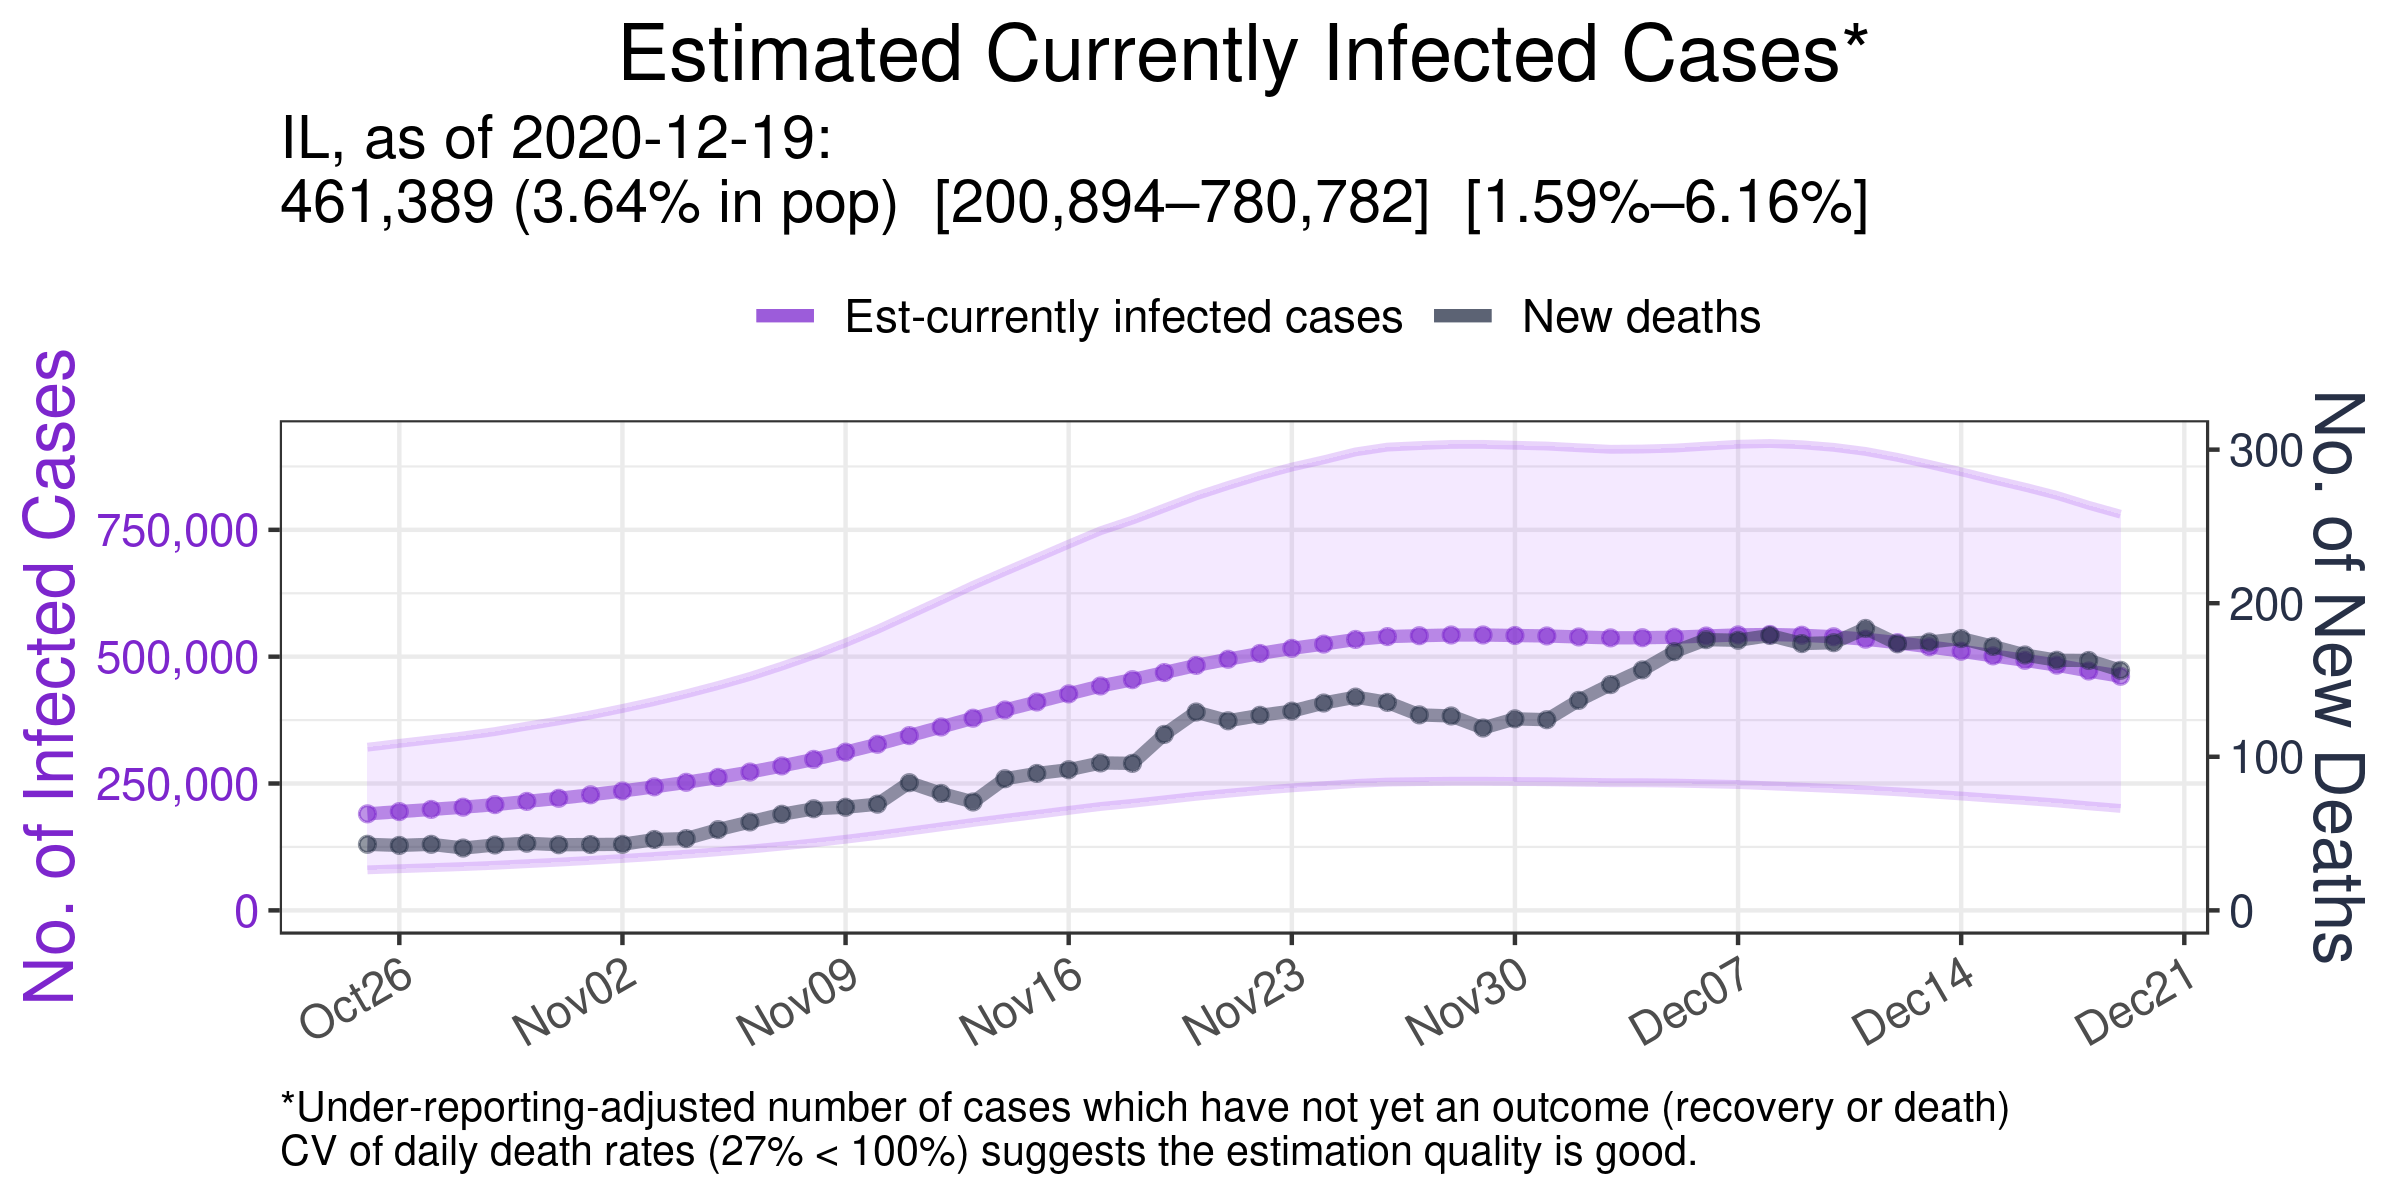 Estimated Currently Infected Cases*
IL, as of 2020-12-19:
461,389 (3.64% in pop)  [200,894–780,782]  [1.59%–6.16%]
Est-currently infected cases
New deaths
No. of Infected Cases
750,000
500,000
250,000
0
No. of New Deaths
300
200
100
0
Oct26
Nov02
Nov09
Nov16
Nov23
Nov30
Dec07
Dec14
Dec21
*Under-reporting-adjusted number of cases which have not yet an outcome (recovery or death)
CV of daily death rates (27% < 100%) suggests the estimation quality is good.